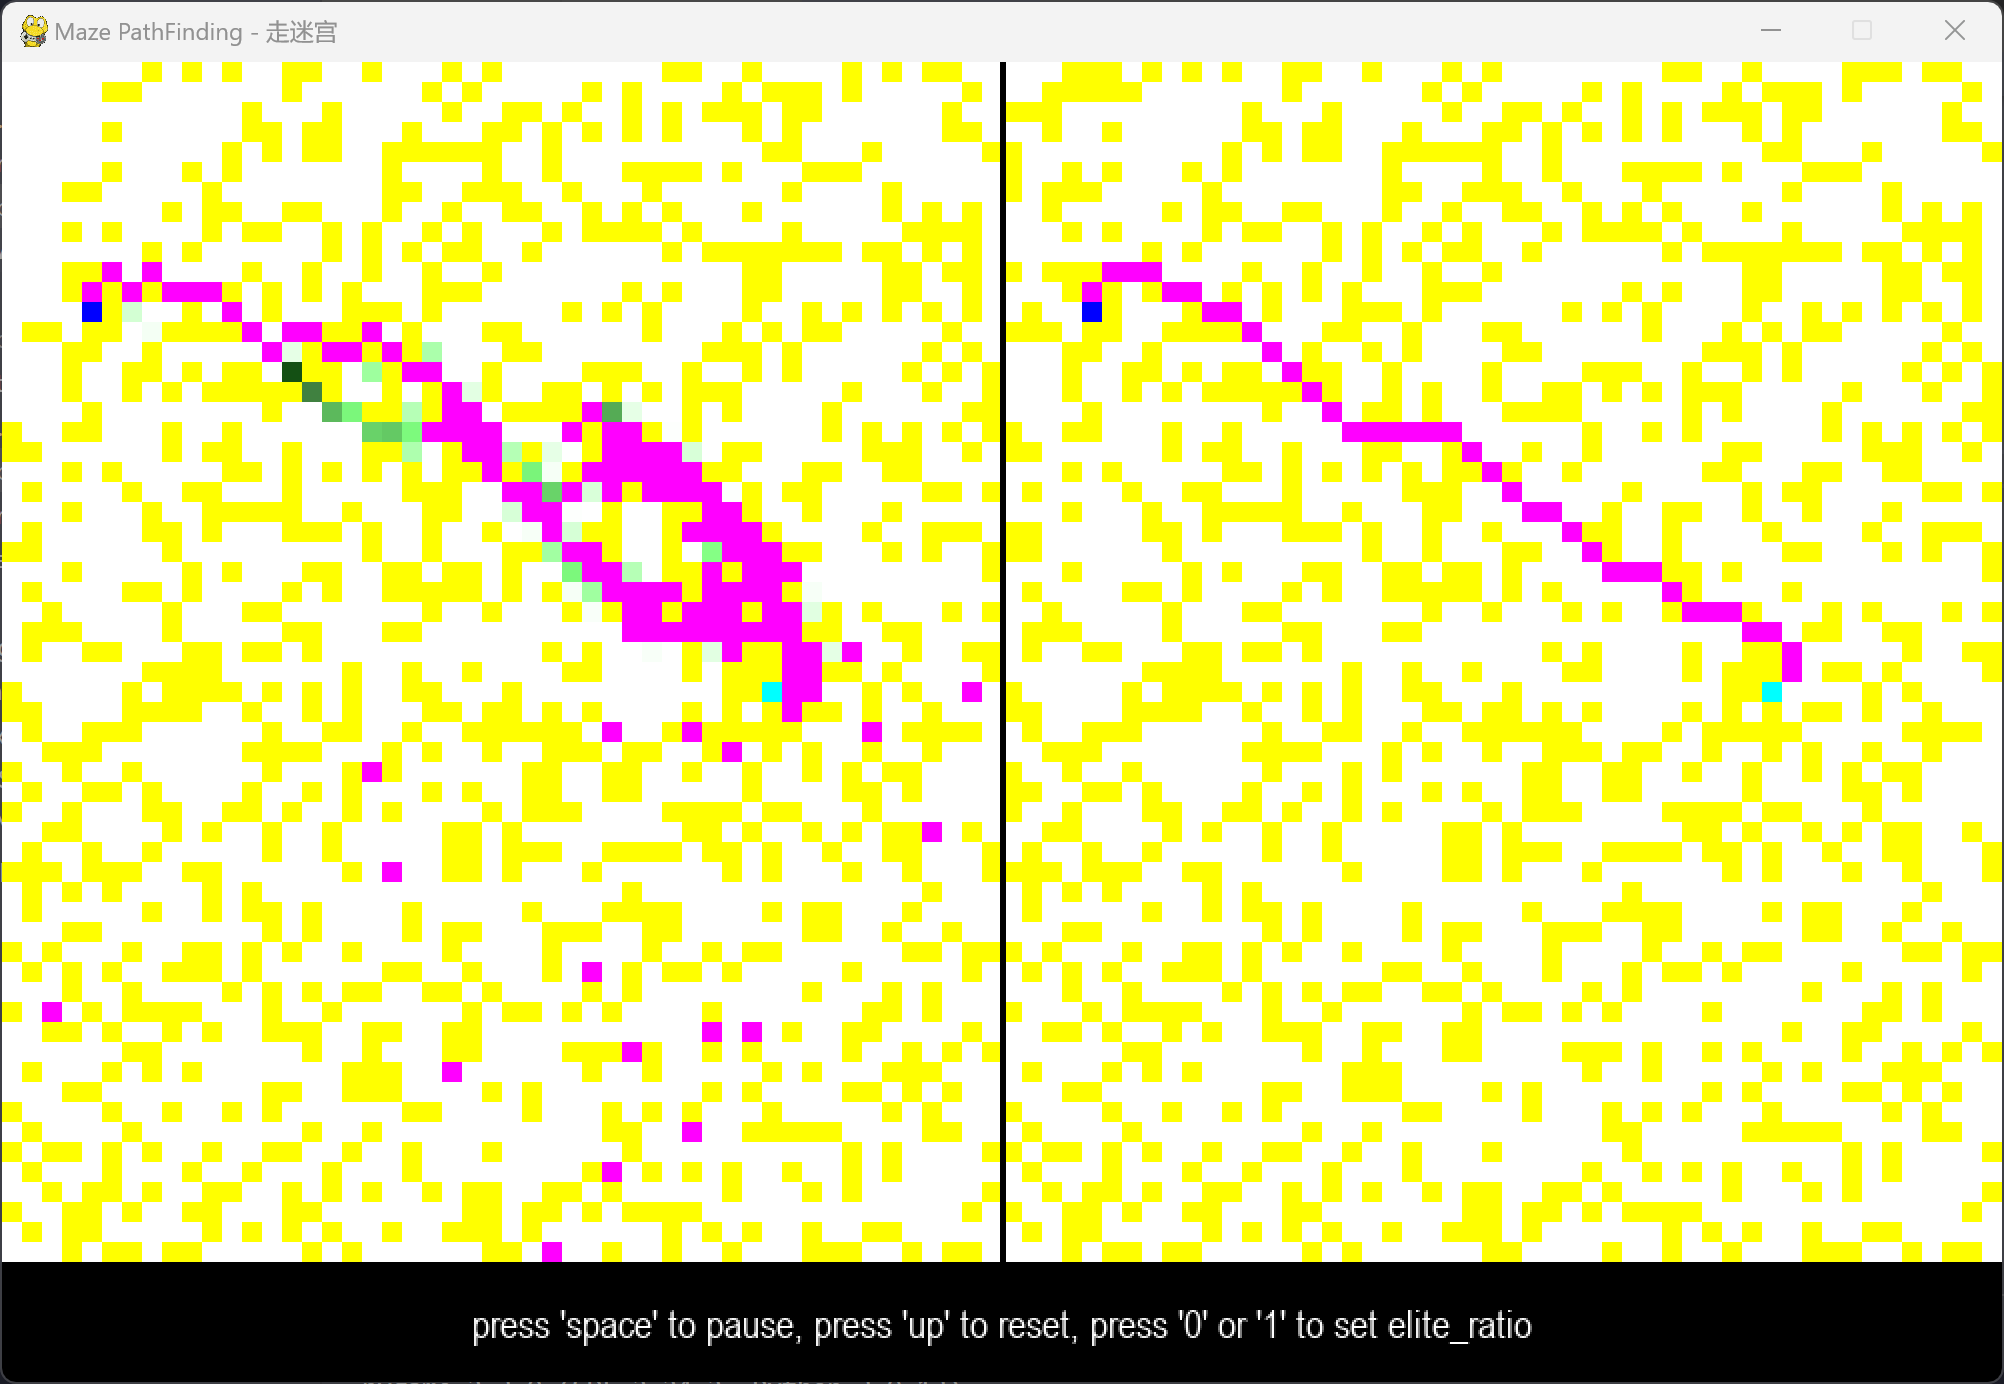 Maze PathFinding - 走迷宫
press 'space' to pause, press 'up' to reset, press '0' or '1' to set elite_ratio